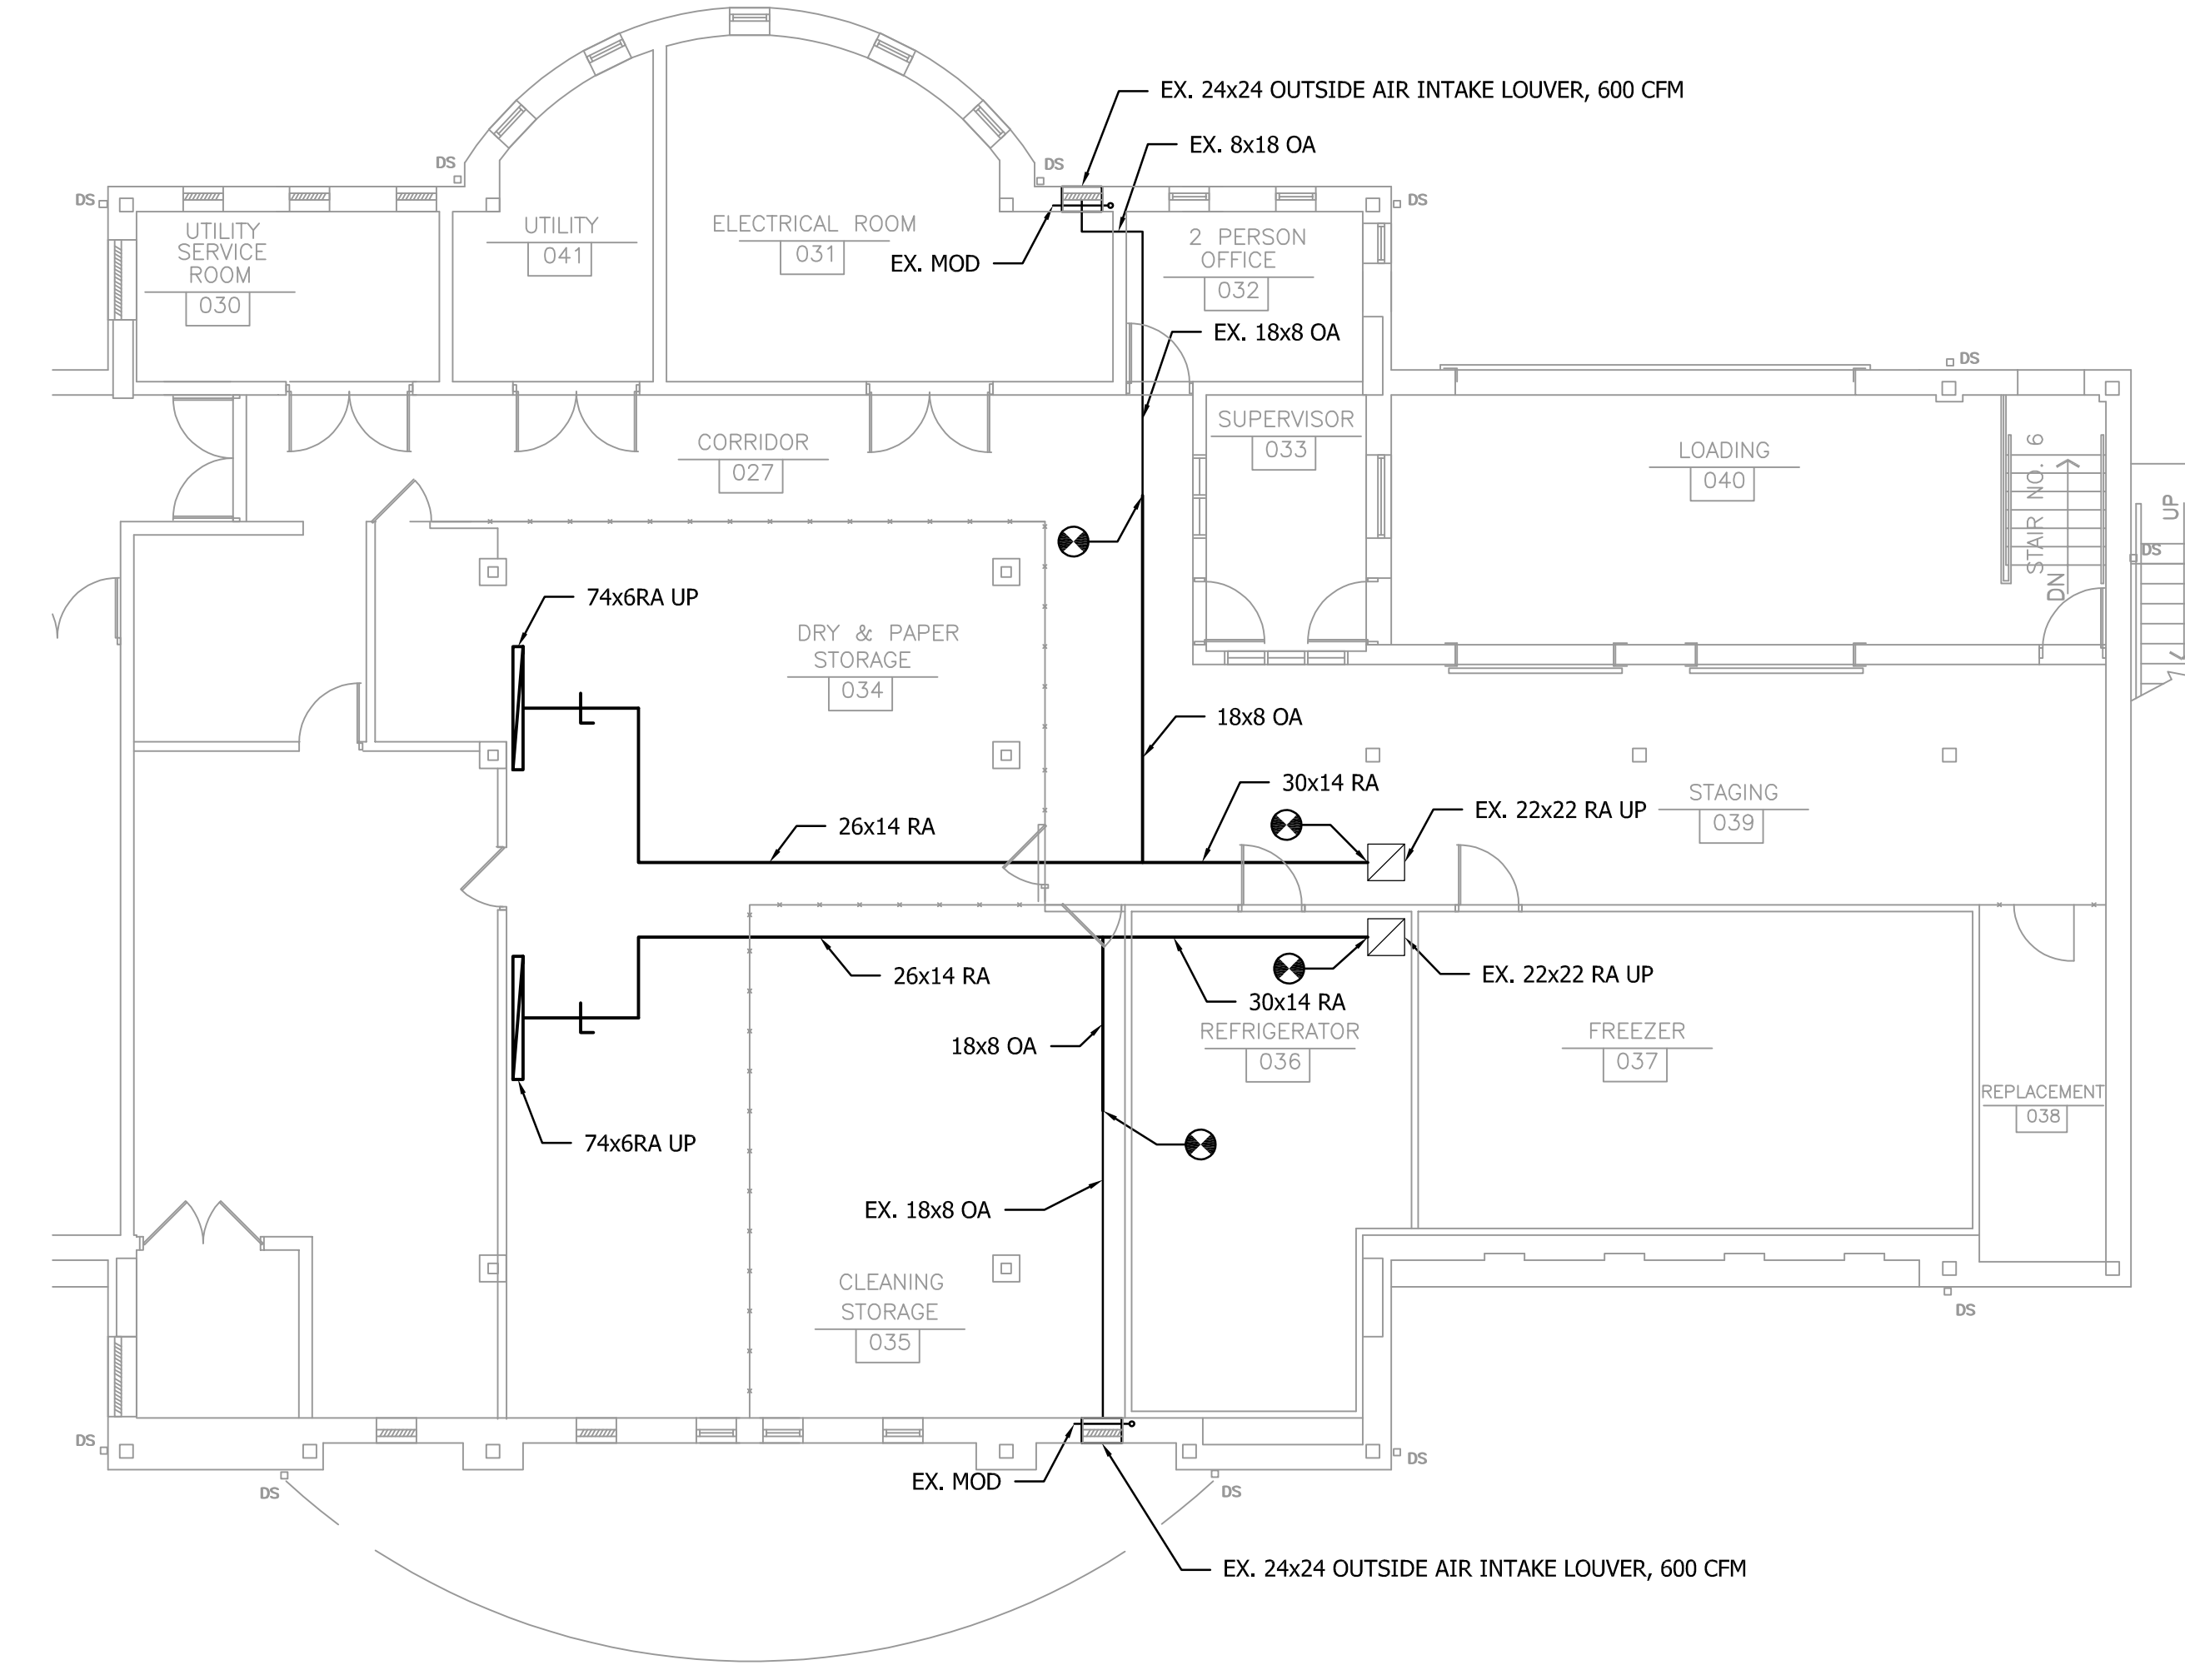 EX. 24x24 OUTSIDE AIR INTAKE LOUVER, 600 CFM
EX. 8x18 OA
DS
DS
DS
DS
UTILITY
SERVICE
ROOM
030
UTILITY
041
ELECTRICAL ROOM
031
EX. MOD
2 PERSON
OFFICE
032
EX. 18x8 OA
DS
CORRIDOR
027
SUPERVISOR
033
LOADING
040
STAIR NO. 6
DN
UP
DS
74x6RA UP
DRY & PAPER
STORAGE
034
18x8 OA
30x14 RA
26x14 RA
EX. 22x22 RA UP
STAGING
039
26x14 RA
30x14 RA
EX. 22x22 RA UP
18x8 OA
REFRIGERATOR
036
FREEZER
037
REPLACEMENT
038
74x6RA UP
EX. 18x8 OA
CLEANING
STORAGE
035
DS
DS
DS
DS
DS
EX. MOD
EX. 24x24 OUTSIDE AIR INTAKE LOUVER, 600 CFM